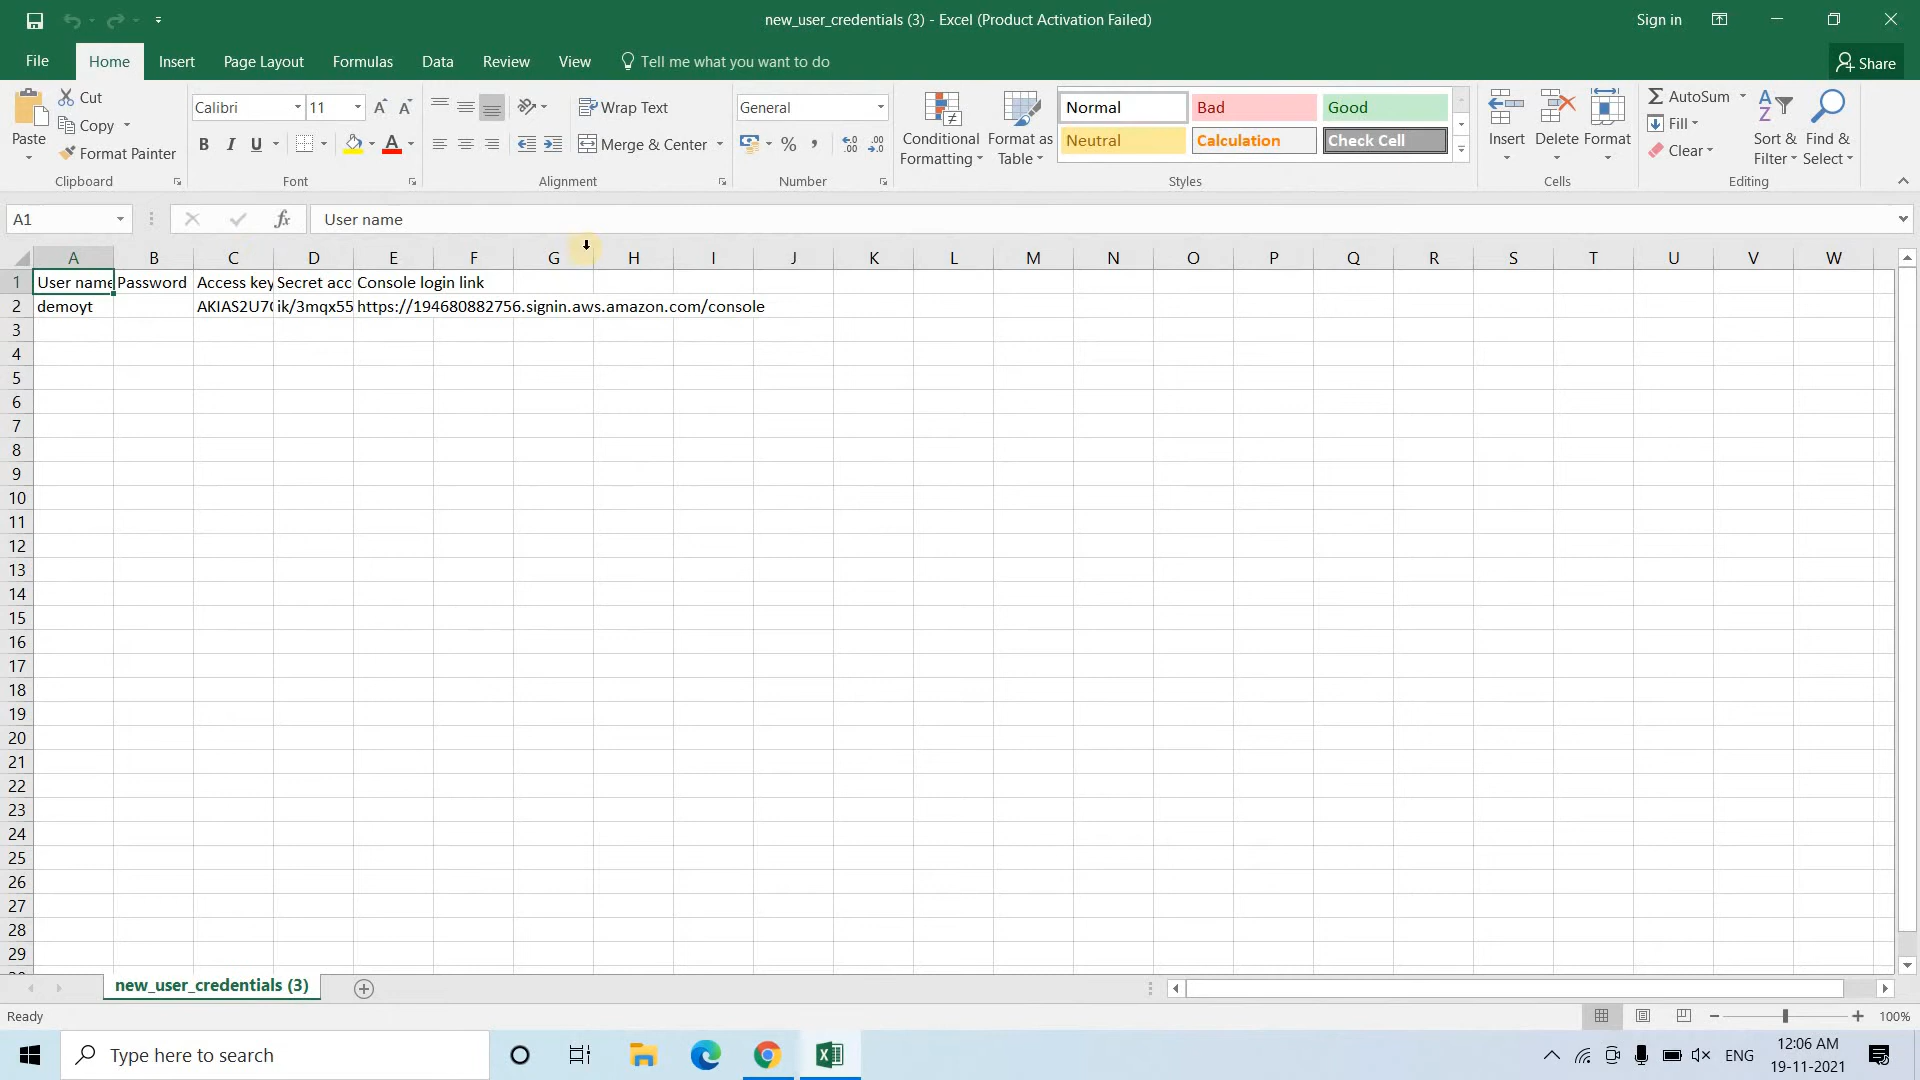 new_user_credentials (3) - Excel (Product Activation Failed)
Sign in
File Home Insert Page Layout Formulas Data Review View Tell me what you want to do Share
Paste
Cut
Copy
Format Painter
Clipboard
Calibri 11
B I U A
Font
Wrap Text
Merge & Center
Alignment
General
%
Number
Conditional Formatting
Format as Table
Normal Bad Good
Neutral Calculation Check Cell
Styles
Insert Delete Format
Cells
AutoSum
Fill
Clear
Sort & Filter
Find & Select
Editing
A1 fx User name
A B C D E F G H I J K L M N O P Q R S T U V W
1 User name Password Access key Secret acc Console login link
2 demoyt AKIAS2U7 ik/3mqx55 https://194680882756.signin.aws.amazon.com/console
3
4
5
6
7
8
9
10
11
12
13
14
15
16
17
18
19
20
21
22
23
24
25
26
27
28
29
new_user_credentials (3)
Ready
100%
Type here to search
ENG
12:06 AM
19-11-2021